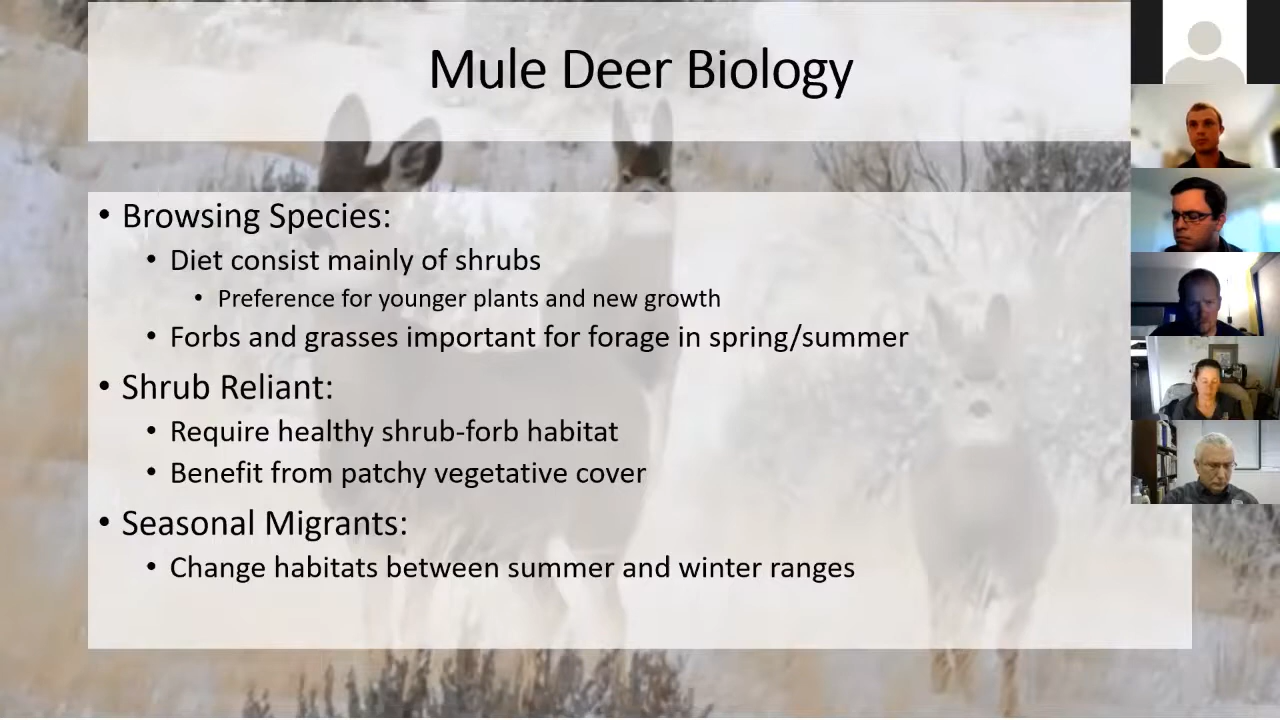 Mule Deer Biology
• Browsing Species:
• Diet consist mainly of shrubs
• Preference for younger plants and new growth
• Forbs and grasses important for forage in spring/summer
• Shrub Reliant:
• Require healthy shrub-forb habitat
• Benefit from patchy vegetative cover
• Seasonal Migrants:
• Change habitats between summer and winter ranges